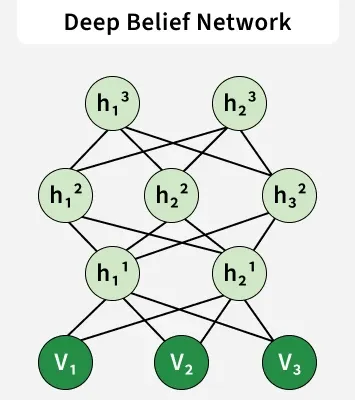 Deep Belief Network
h₁³ h₂³
h₁² h₂² h₃²
h₁¹ h₂¹
V₁ V₂ V₃